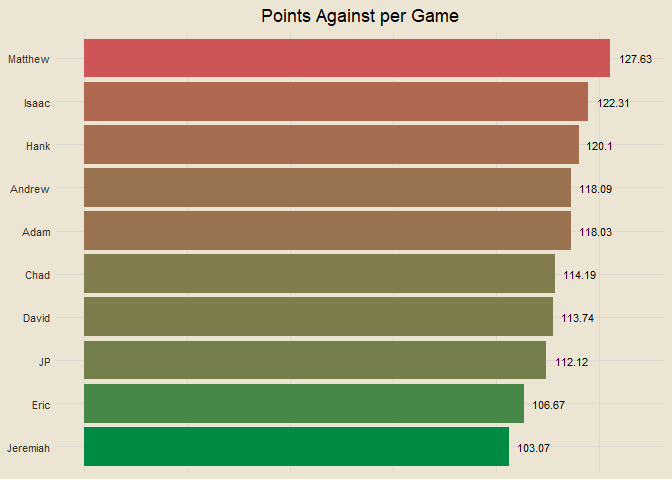 Points Against per Game
Matthew 127.63
Isaac 122.31
Hank 120.1
Andrew 118.09
Adam 118.03
Chad 114.19
David 113.74
JP 112.12
Eric 106.67
Jeremiah 103.07